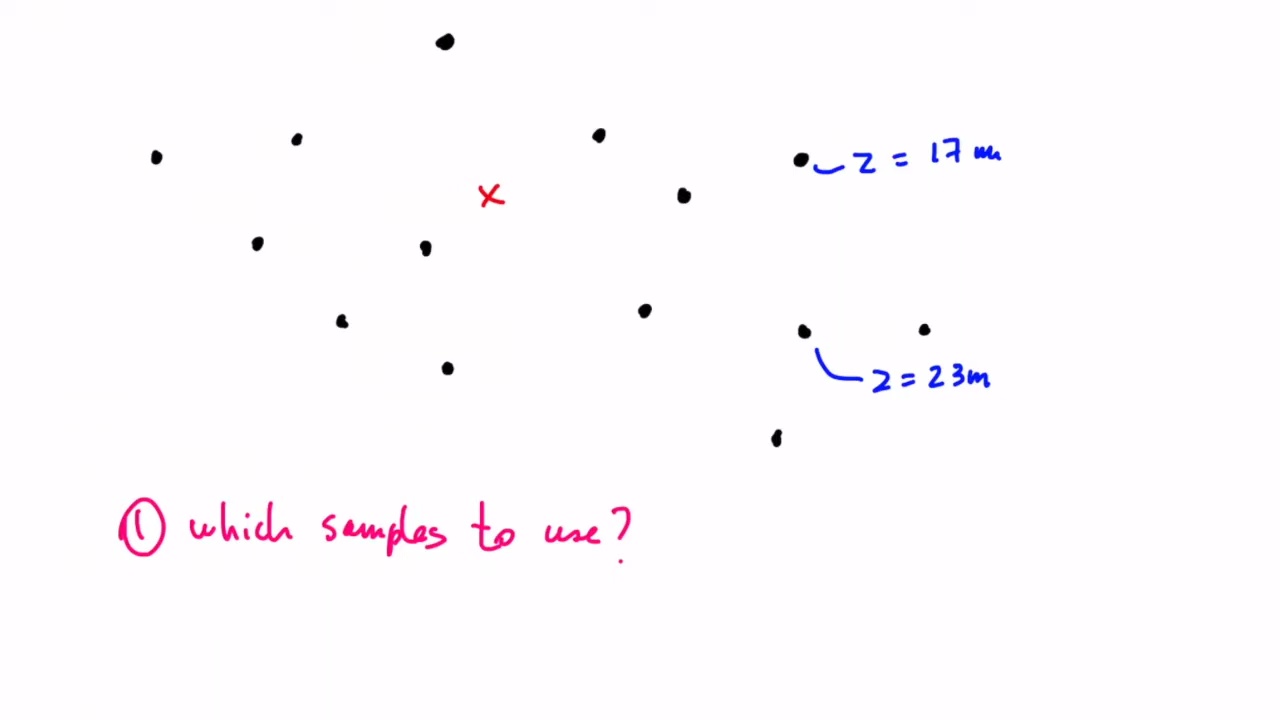 x
z = 17 m
z = 23m
① which samples to use?